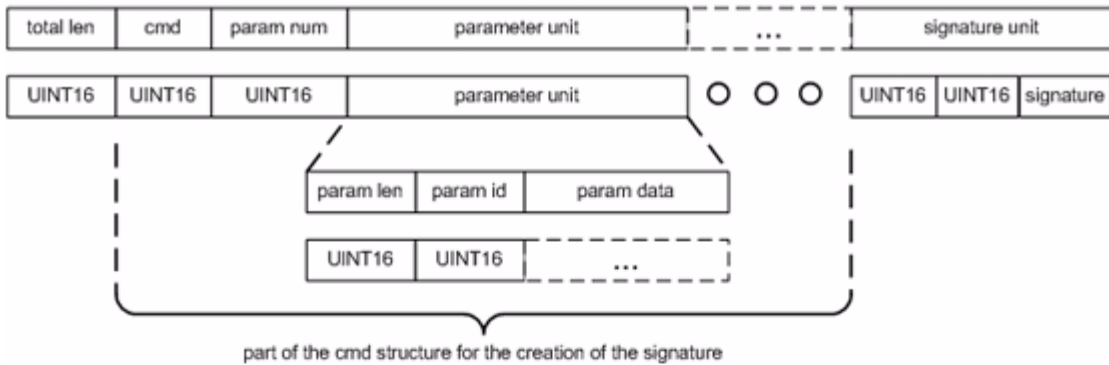 total len cmd param num parameter unit ... signature unit
UINT16 UINT16 UINT16 parameter unit UINT16 UINT16 signature
param len param id param data
UINT16 UINT16 ...
part of the cmd structure for the creation of the signature